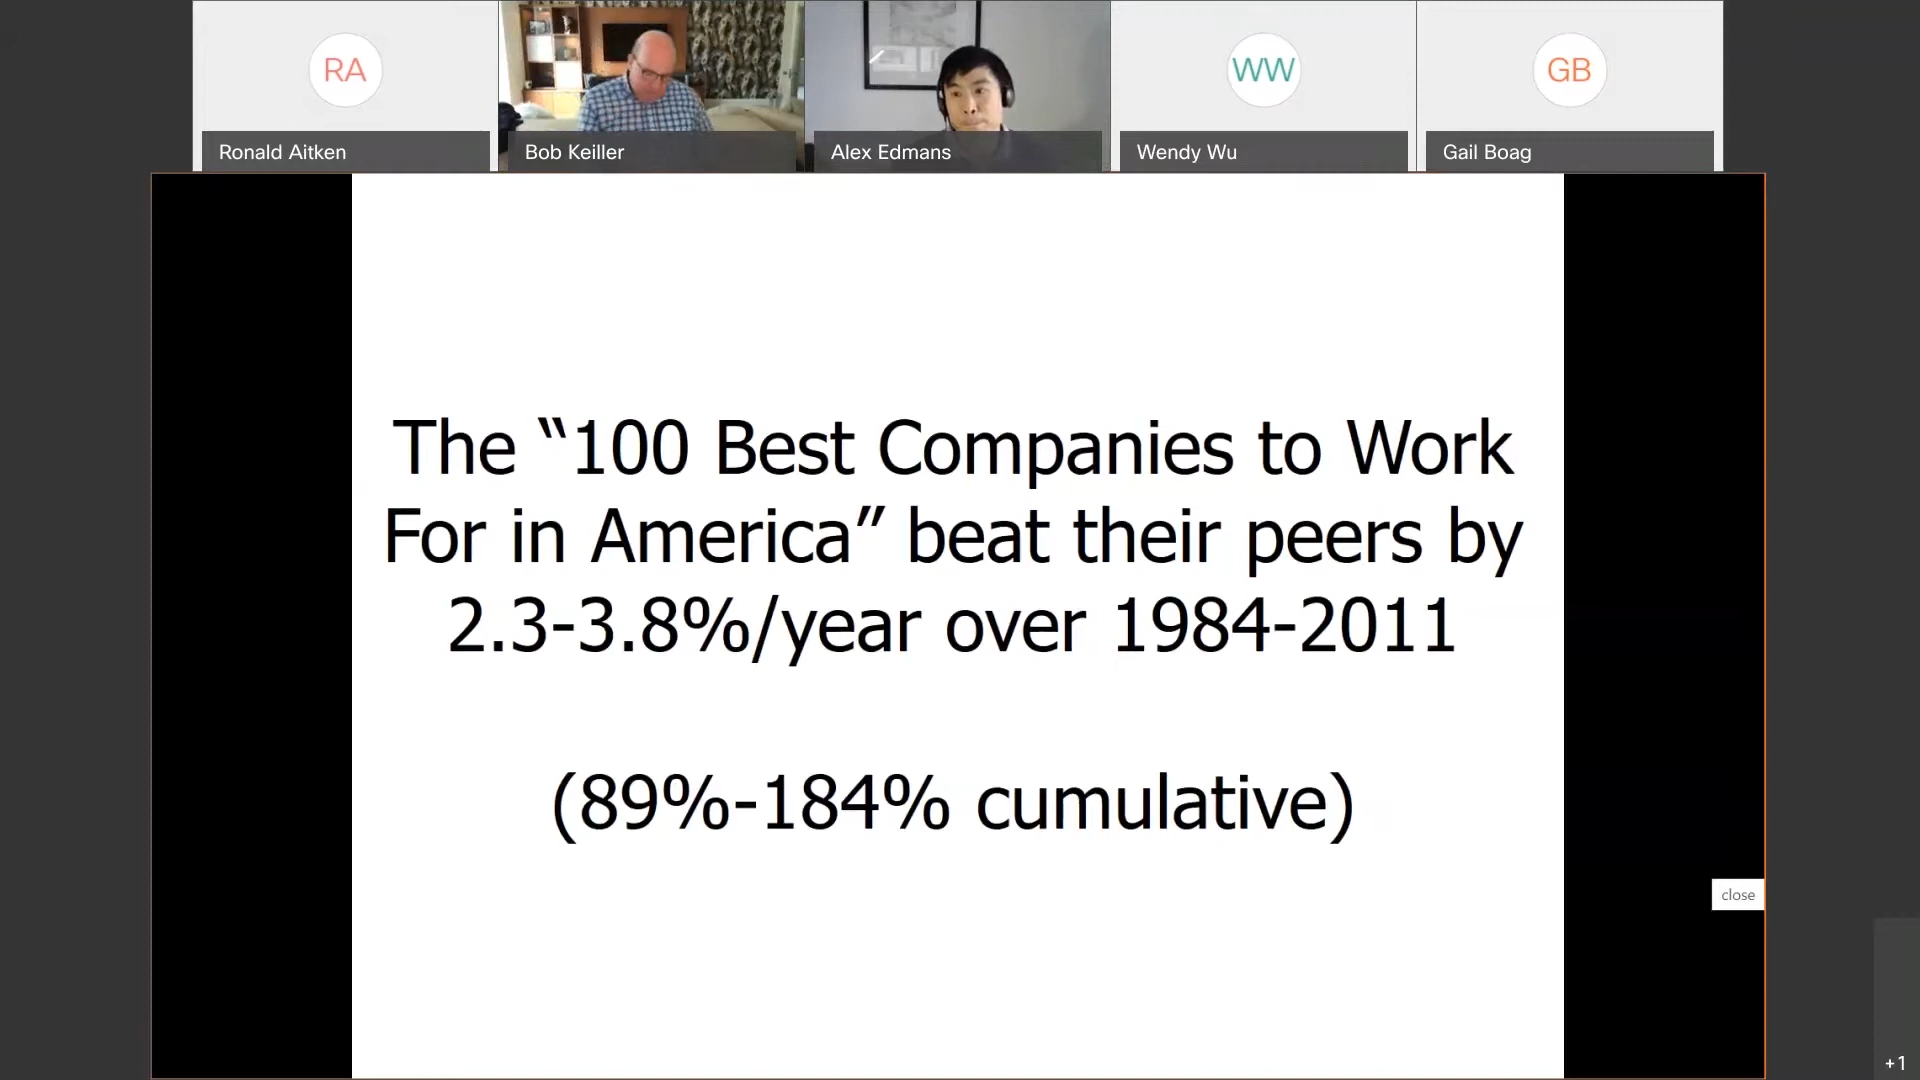 RA
WW
GB
Ronald Aitken
Bob Keiller
Alex Edmans
Wendy Wu
Gail Boag
The “100 Best Companies to Work
For in America” beat their peers by
2.3-3.8%/year over 1984-2011
(89%-184% cumulative)
close
+1